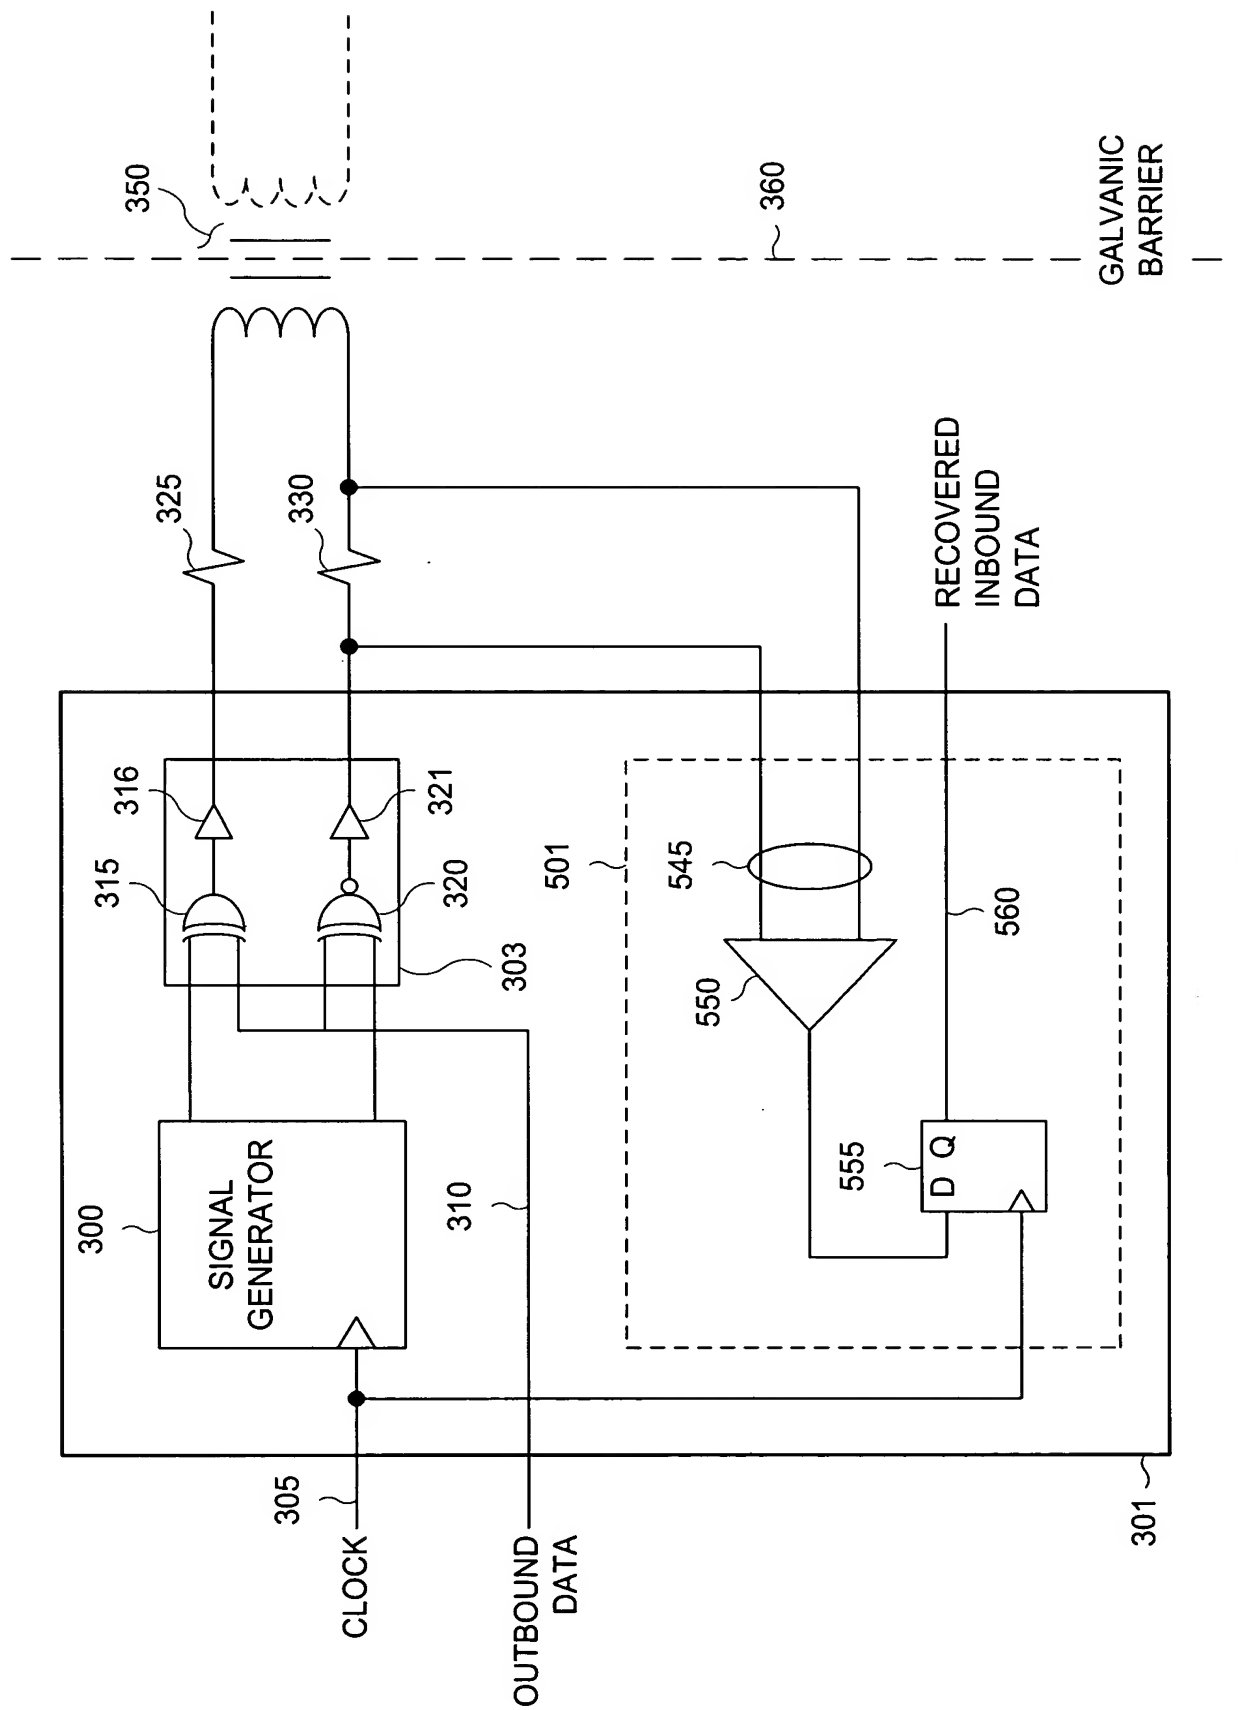 350
360
GALVANIC
BARRIER
325
330
RECOVERED
INBOUND
DATA
316
321
315
320
303
501
545
550
560
300
SIGNAL
GENERATOR
310
555
D Q
305
CLOCK
OUTBOUND
DATA
301